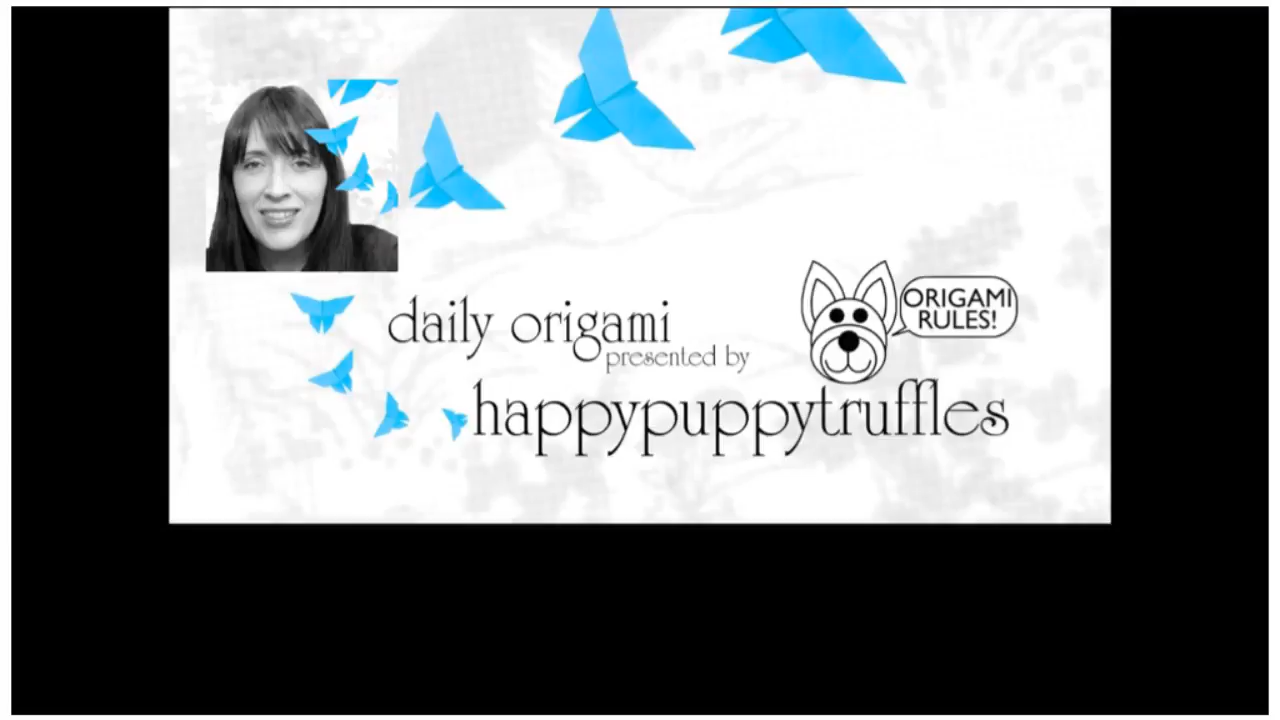 daily origami
presented by
happypuppytruffles
ORIGAMI
RULES!